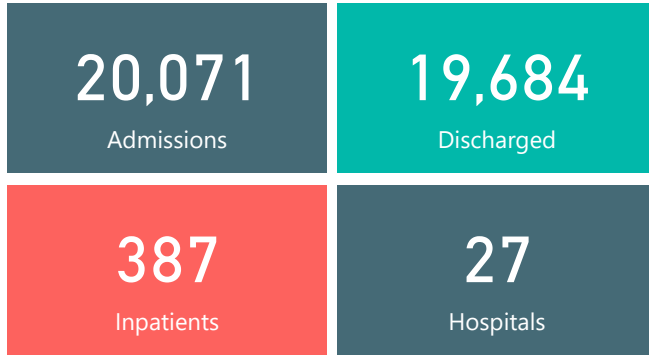 20,071
Admissions
19,684
Discharged
387
Inpatients
27
Hospitals